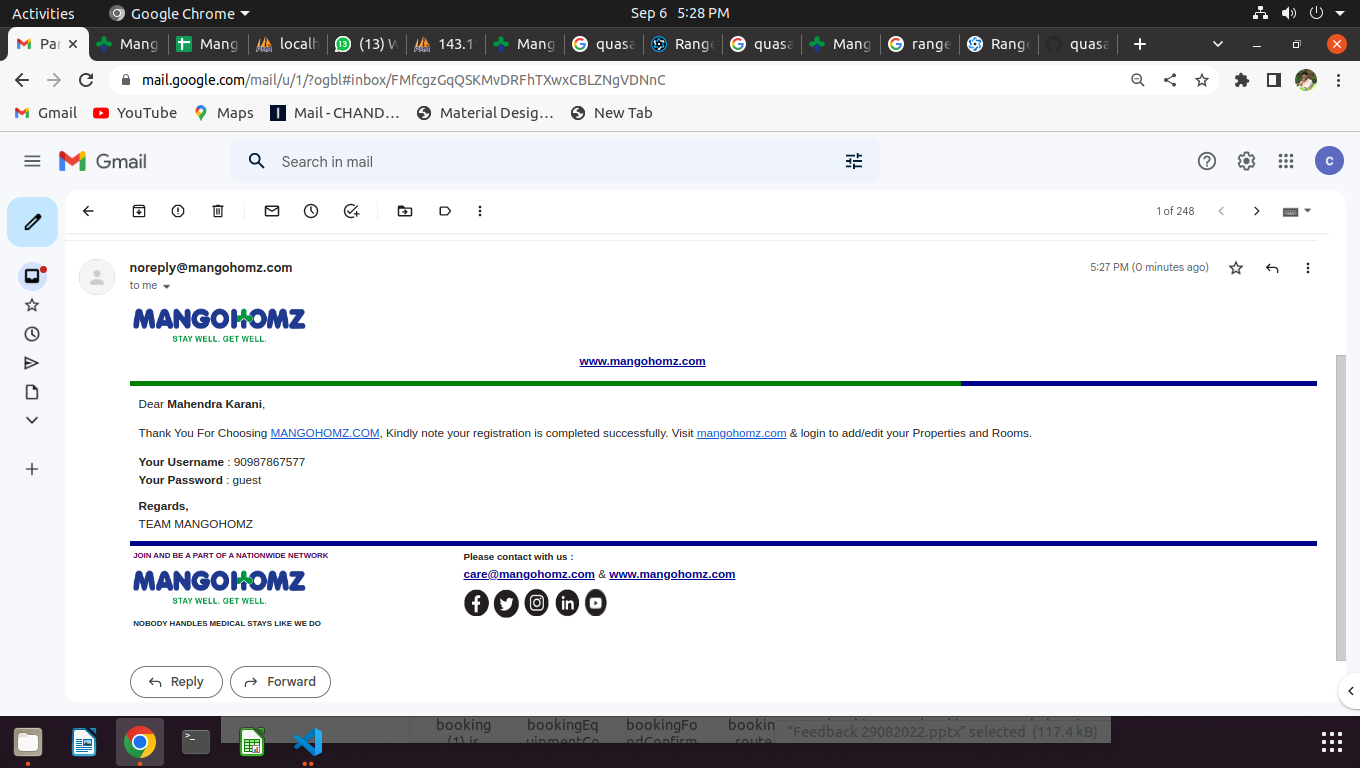 Activities
Google Chrome
Sep 6 5:28 PM
Par
Mang
Mang
localh
(13) W
143.1
Mang
quasa
Range
quasa
Mang
range
Range
quasa
mail.google.com/mail/u/1/?ogbl#inbox/FMfcgzGqQSKMvDRFhTXwxCBLZNgVDNnC
Gmail
YouTube
Maps
Mail - CHAND…
Material Desig…
New Tab
Gmail
Search in mail
C
1 of 248
noreply@mangohomz.com
5:27 PM (0 minutes ago)
to me
MANGOHOMZ
STAY WELL. GET WELL.
www.mangohomz.com
Dear Mahendra Karani,
Thank You For Choosing MANGOHOMZ.COM, Kindly note your registration is completed successfully. Visit mangohomz.com & login to add/edit your Properties and Rooms.
Your Username : 90987867577
Your Password : guest
Regards,
TEAM MANGOHOMZ
JOIN AND BE A PART OF A NATIONWIDE NETWORK
Please contact with us :
MANGOHOMZ
STAY WELL. GET WELL.
care@mangohomz.com & www.mangohomz.com
NOBODY HANDLES MEDICAL STAYS LIKE WE DO
Reply
Forward
booking
bookingEq
bookingFo
bookin
(1).js
uipmentCo
odConfirm
route
"Feedback 29082022.pptx" selected (117.4 kB)